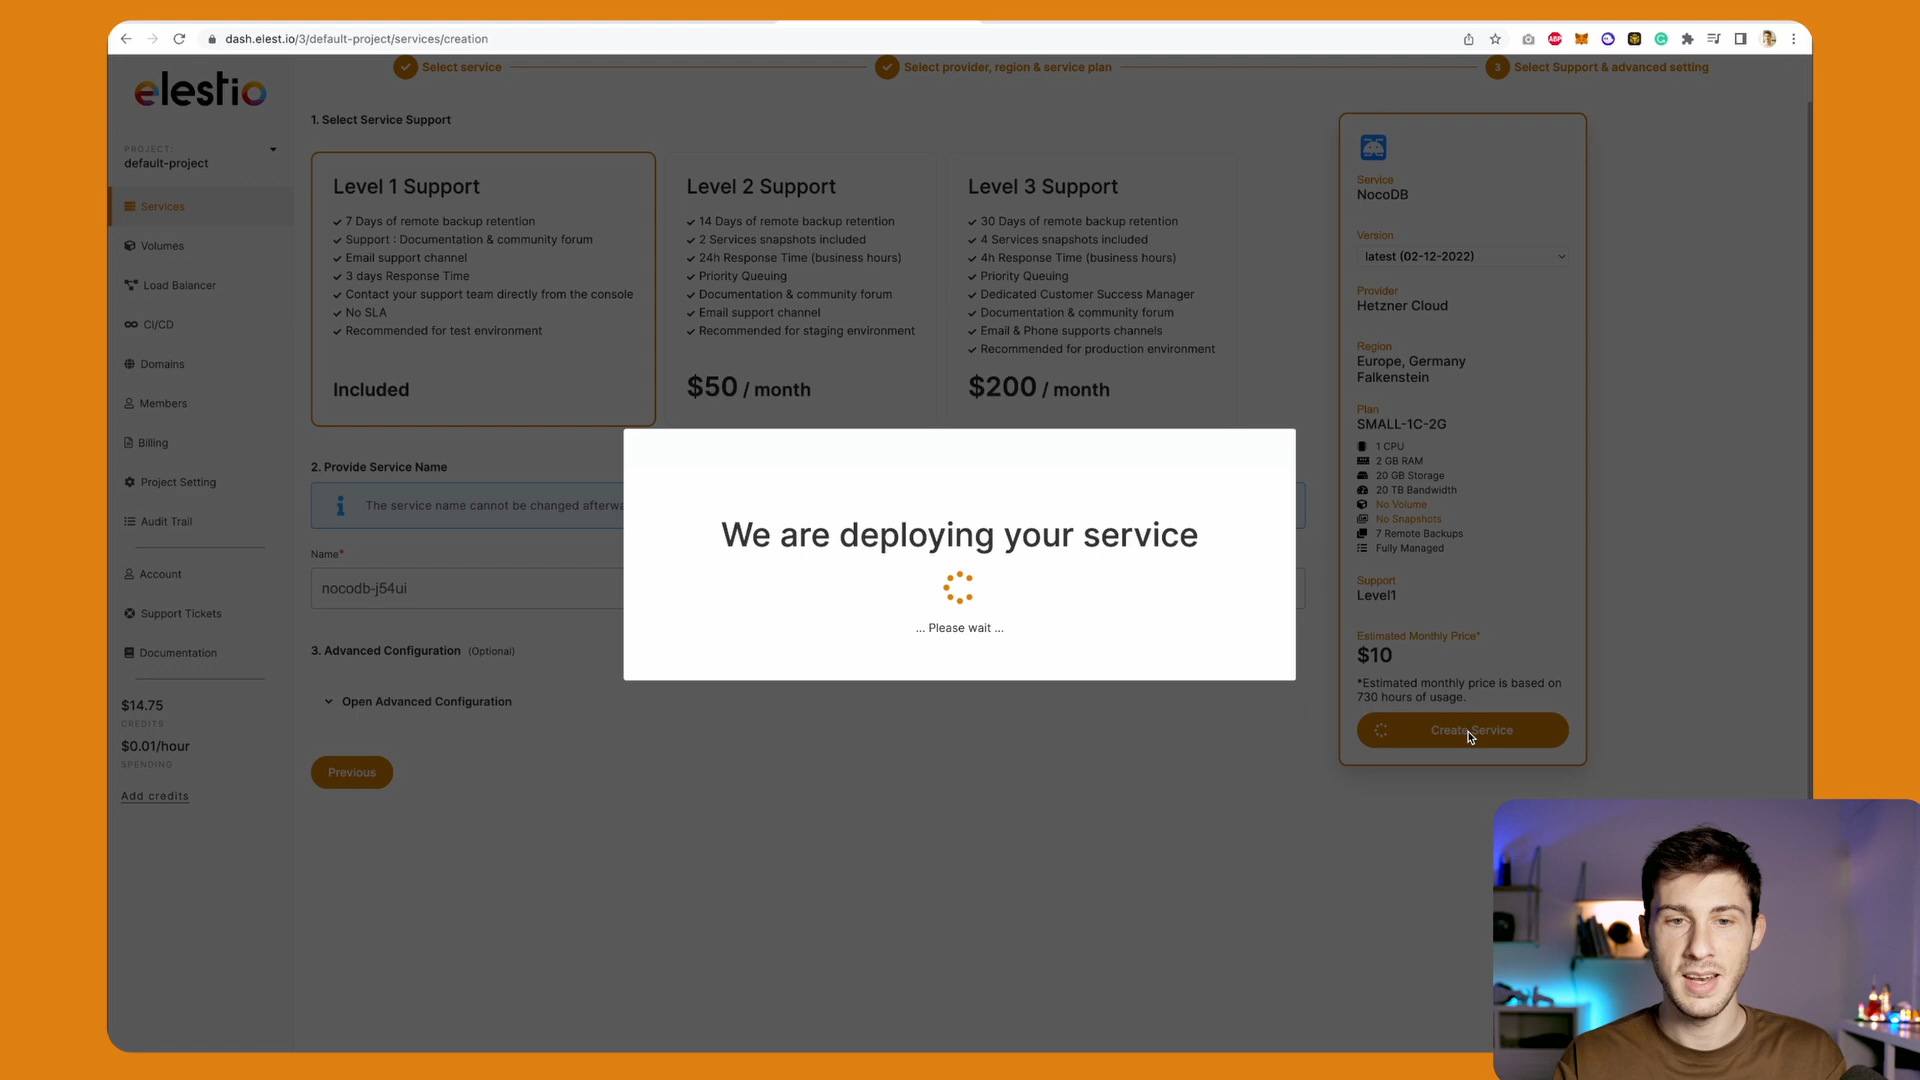 dash.elest.io/3/default-project/services/creation
ABP
elestio
PROJECT:
default-project
Services
Volumes
Load Balancer
CI/CD
Domains
Members
Billing
Project Setting
Audit Trail
Account
Support Tickets
Documentation
$14.75
CREDITS
$0.01/hour
SPENDING
Add credits
Select service
Select provider, region & service plan
3 Select Support & advanced setting
1. Select Service Support
Level 1 Support
7 Days of remote backup retention
Support : Documentation & community forum
Email support channel
3 days Response Time
Contact your support team directly from the console
No SLA
Recommended for test environment
Included
Level 2 Support
14 Days of remote backup retention
2 Services snapshots included
24h Response Time (business hours)
Priority Queuing
Documentation & community forum
Email support channel
Recommended for staging environment
$50 / month
Level 3 Support
30 Days of remote backup retention
4 Services snapshots included
4h Response Time (business hours)
Priority Queuing
Dedicated Customer Success Manager
Documentation & community forum
Email & Phone supports channels
Recommended for production environment
$200 / month
2. Provide Service Name
The service name cannot be changed afterwa
Name*
nocodb-j54ui
3. Advanced Configuration (Optional)
Open Advanced Configuration
Previous
We are deploying your service
... Please wait ...
Service
NocoDB
Version
latest (02-12-2022)
Provider
Hetzner Cloud
Region
Europe, Germany
Falkenstein
Plan
SMALL-1C-2G
1 CPU
2 GB RAM
20 GB Storage
20 TB Bandwidth
No Volume
No Snapshots
7 Remote Backups
Fully Managed
Support
Level1
Estimated Monthly Price*
$10
*Estimated monthly price is based on
730 hours of usage.
Create Service